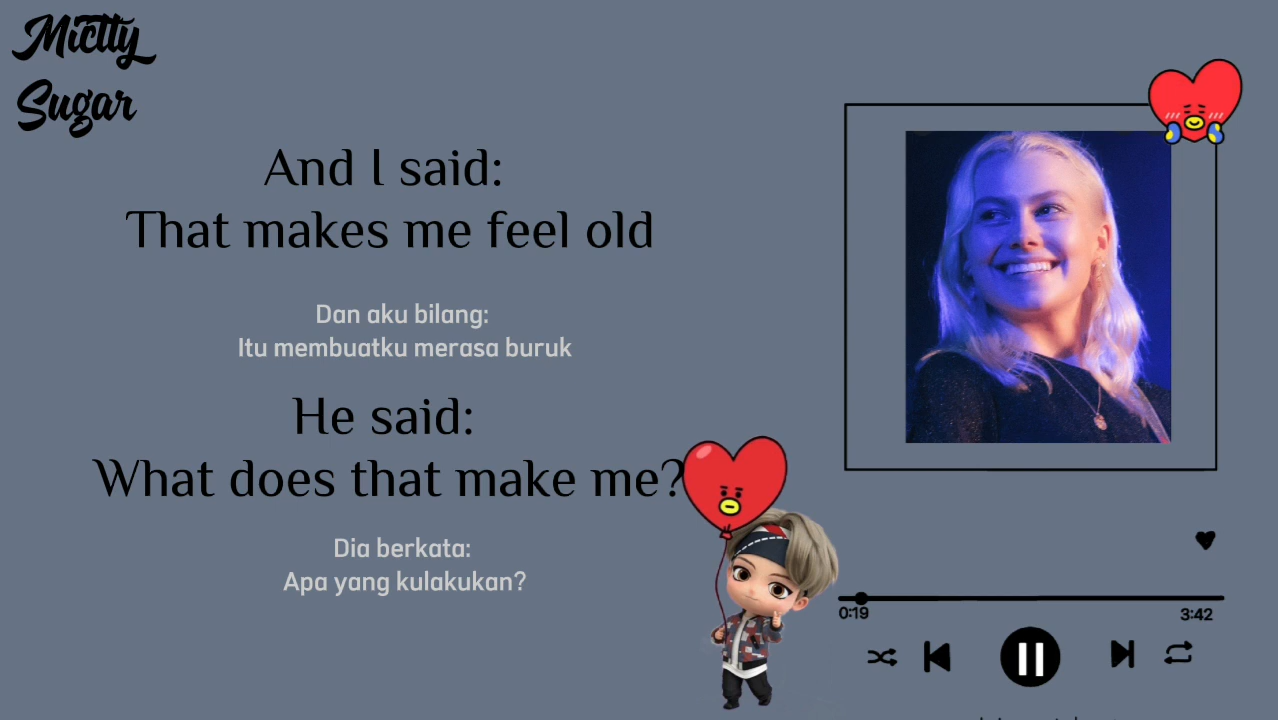 Mictty
Sugar
And I said:
That makes me feel old
Dan aku bilang:
Itu membuatku merasa buruk
He said:
What does that make me?
Dia berkata:
Apa yang kulakukan?
0:19
3:42